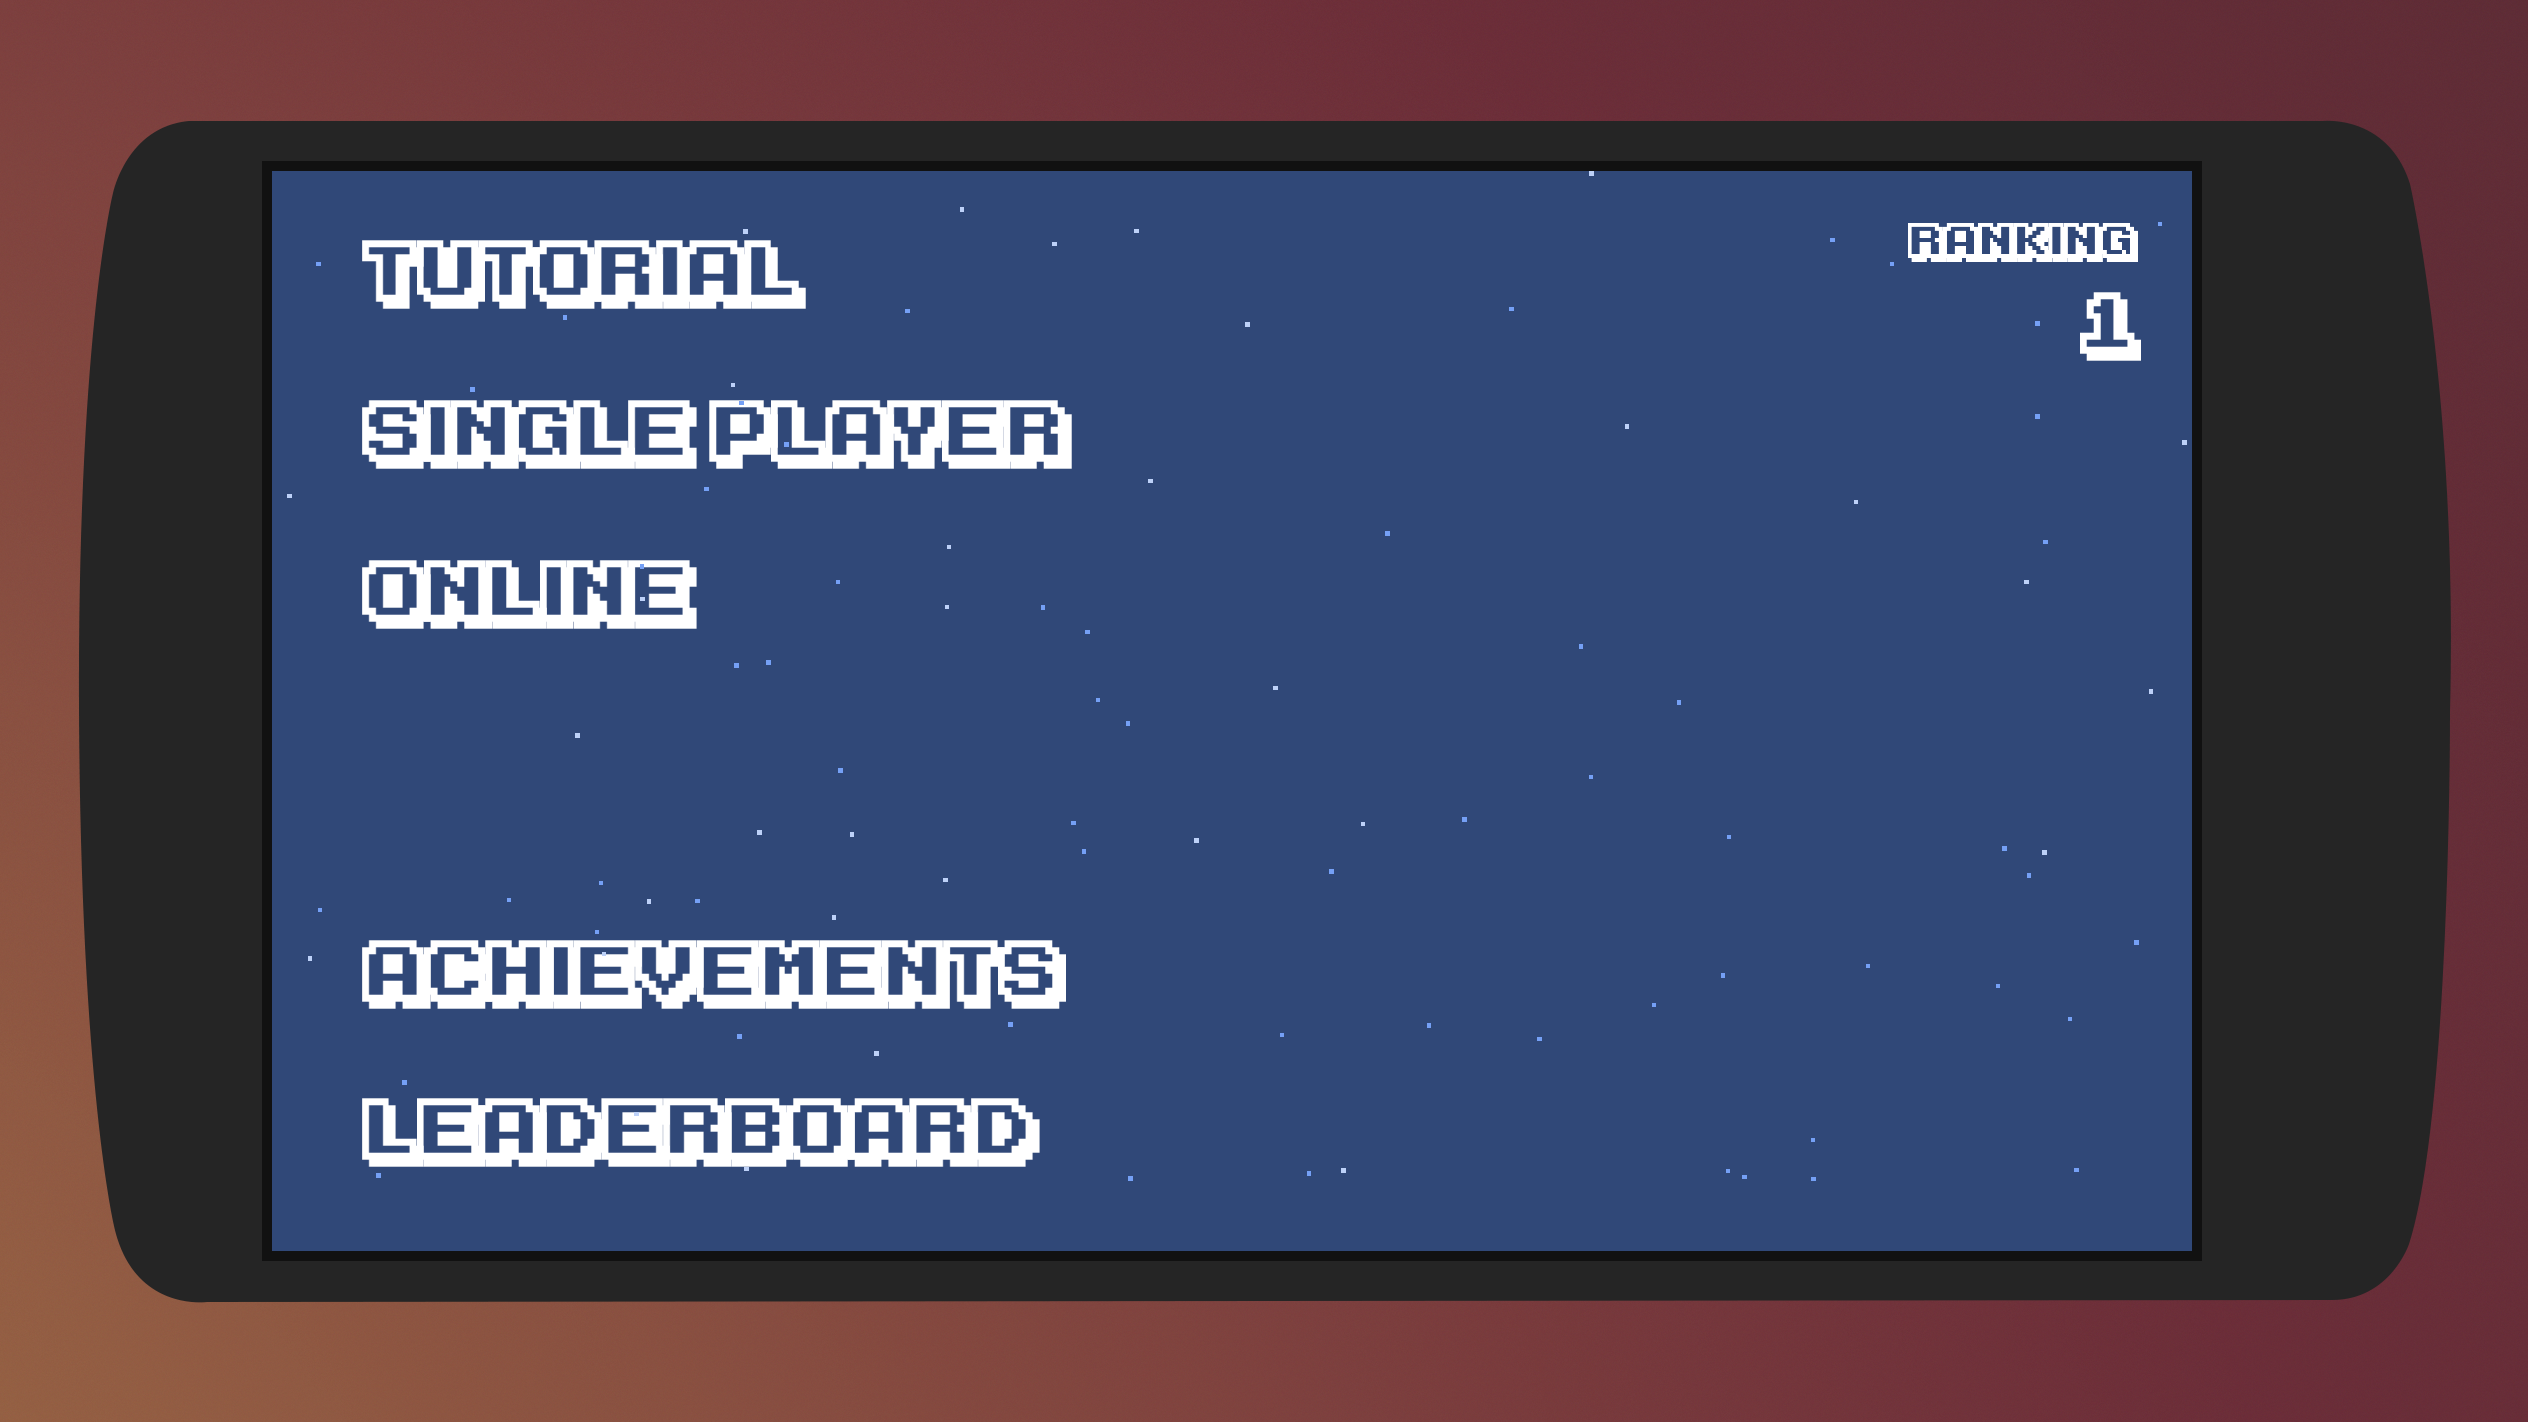 TUTORIAL
RANKING
1
SINGLE PLAYER
ONLINE
ACHIEVEMENTS
LEADERBOARD